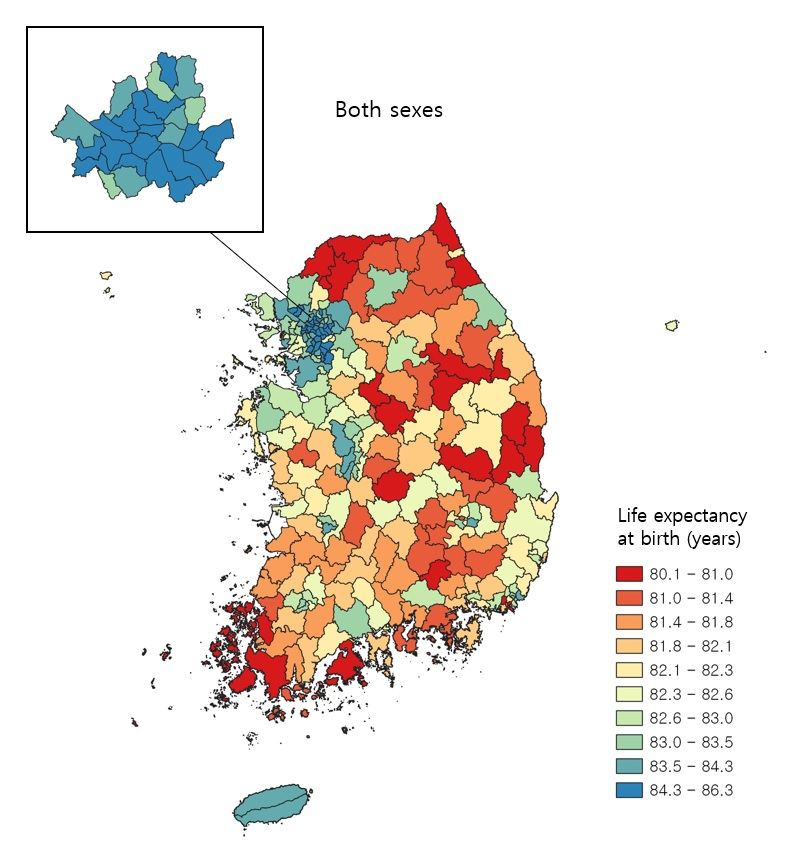 Both sexes
Life expectancy
at birth (years)
80.1 – 81.0
81.0 – 81.4
81.4 – 81.8
81.8 – 82.1
82.1 – 82.3
82.3 – 82.6
82.6 – 83.0
83.0 – 83.5
83.5 – 84.3
84.3 – 86.3